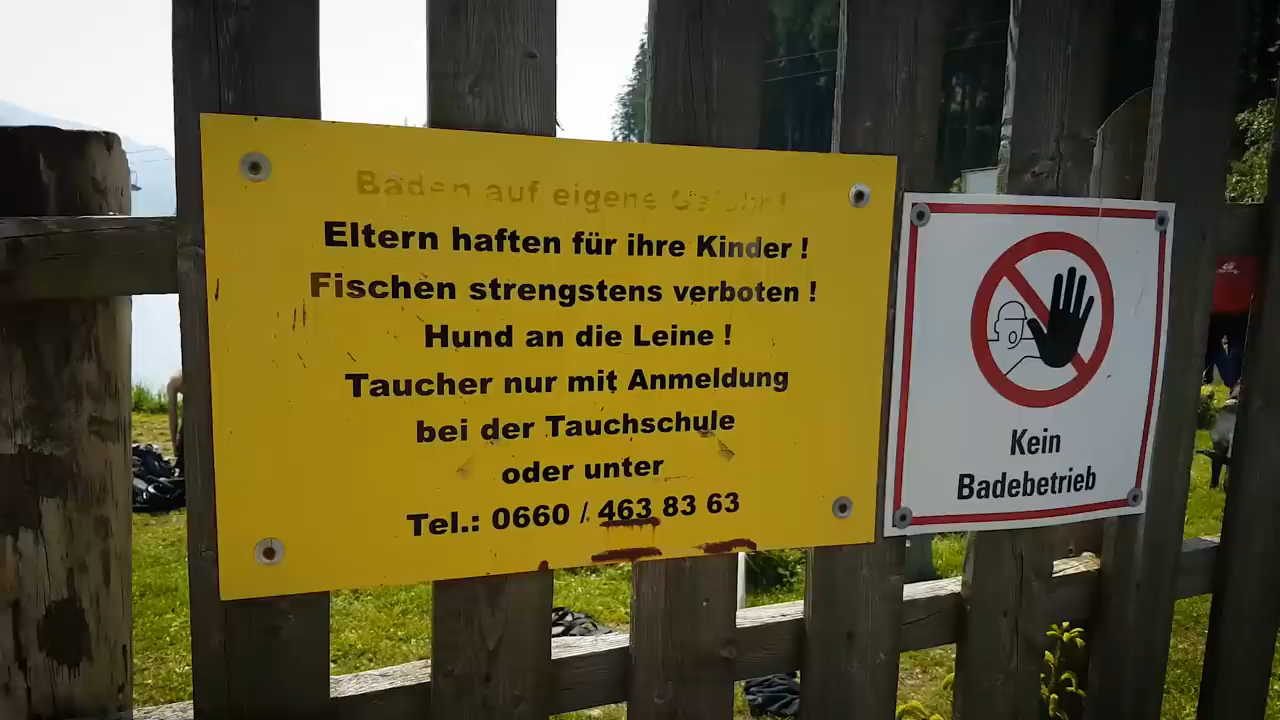 Baden auf eigene Gefahr!
Eltern haften für ihre Kinder !
Fischen strengstens verboten !
Hund an die Leine !
Taucher nur mit Anmeldung
bei der Tauchschule
oder unter
Tel.: 0660 / 463 83 63
Kein
Badebetrieb